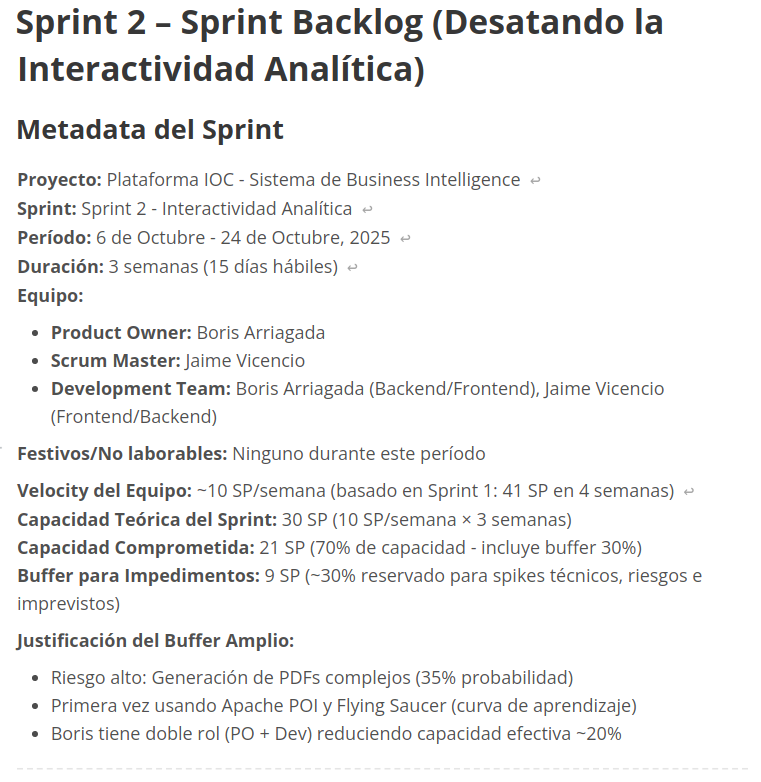 Sprint 2 – Sprint Backlog (Desatando la
Interactividad Analítica)
Metadata del Sprint
Proyecto: Plataforma IOC - Sistema de Business Intelligence ↩
Sprint: Sprint 2 - Interactividad Analítica ↩
Período: 6 de Octubre - 24 de Octubre, 2025 ↩
Duración: 3 semanas (15 días hábiles) ↩
Equipo:
• Product Owner: Boris Arriagada
• Scrum Master: Jaime Vicencio
• Development Team: Boris Arriagada (Backend/Frontend), Jaime Vicencio
(Frontend/Backend)
Festivos/No laborables: Ninguno durante este período
Velocity del Equipo: ~10 SP/semana (basado en Sprint 1: 41 SP en 4 semanas) ↩
Capacidad Teórica del Sprint: 30 SP (10 SP/semana × 3 semanas)
Capacidad Comprometida: 21 SP (70% de capacidad - incluye buffer 30%)
Buffer para Impedimentos: 9 SP (~30% reservado para spikes técnicos, riesgos e
imprevistos)
Justificación del Buffer Amplio:
• Riesgo alto: Generación de PDFs complejos (35% probabilidad)
• Primera vez usando Apache POI y Flying Saucer (curva de aprendizaje)
• Boris tiene doble rol (PO + Dev) reduciendo capacidad efectiva ~20%